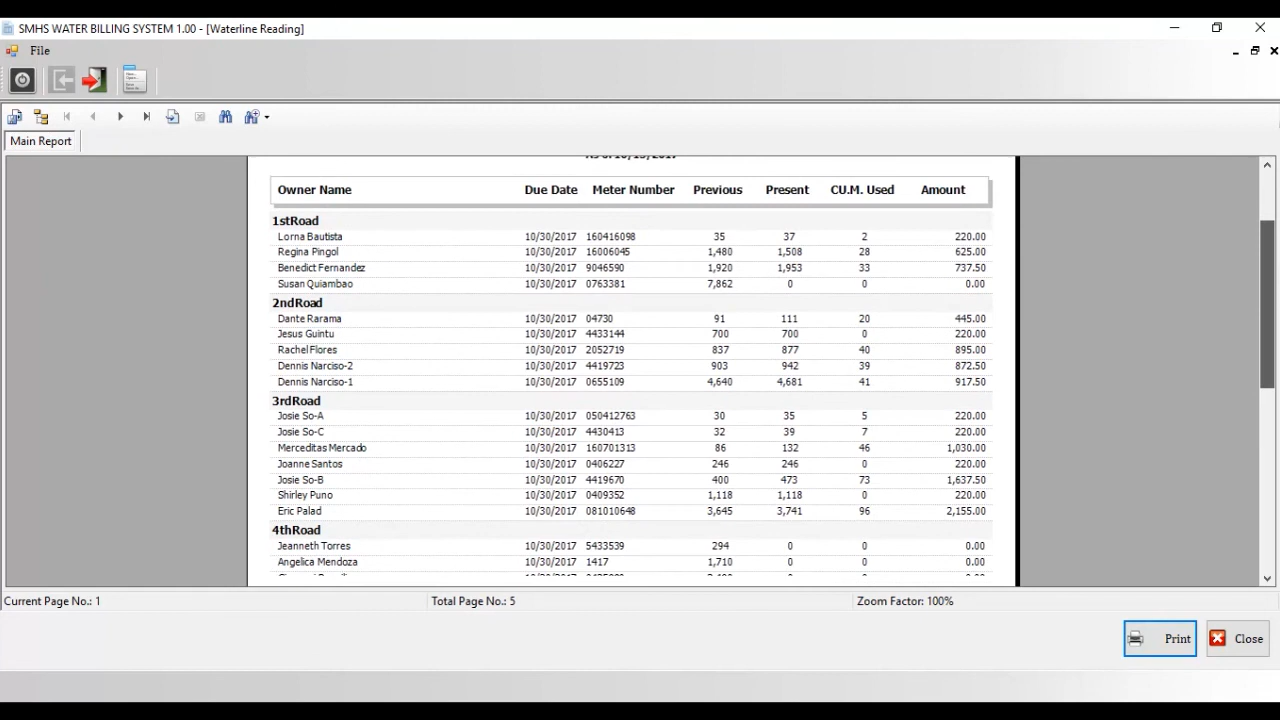 SMHS WATER BILLING SYSTEM 1.00 - [Waterline Reading]
File
Main Report
Owner Name Due Date Meter Number Previous Present CU.M. Used Amount
1stRoad
Lorna Bautista 10/30/2017 160416098 35 37 2 220.00
Regina Pingol 10/30/2017 16006045 1,480 1,508 28 625.00
Benedict Fernandez 10/30/2017 9046590 1,920 1,953 33 737.50
Susan Quiambao 10/30/2017 0763381 7,862 0 0 0.00
2ndRoad
Dante Rarama 10/30/2017 04730 91 111 20 445.00
Jesus Guintu 10/30/2017 4433144 700 700 0 220.00
Rachel Flores 10/30/2017 2052719 837 877 40 895.00
Dennis Narciso-2 10/30/2017 4419723 903 942 39 872.50
Dennis Narciso-1 10/30/2017 0655109 4,640 4,681 41 917.50
3rdRoad
Josie So-A 10/30/2017 050412763 30 35 5 220.00
Josie So-C 10/30/2017 4430413 32 39 7 220.00
Merceditas Mercado 10/30/2017 160701313 86 132 46 1,030.00
Joanne Santos 10/30/2017 0406227 246 246 0 220.00
Josie So-B 10/30/2017 4419670 400 473 73 1,637.50
Shirley Puno 10/30/2017 0409352 1,118 1,118 0 220.00
Eric Palad 10/30/2017 081010648 3,645 3,741 96 2,155.00
4thRoad
Jeanneth Torres 10/30/2017 5433539 294 0 0 0.00
Angelica Mendoza 10/30/2017 1417 1,710 0 0 0.00
Current Page No.: 1 Total Page No.: 5 Zoom Factor: 100%
Print Close